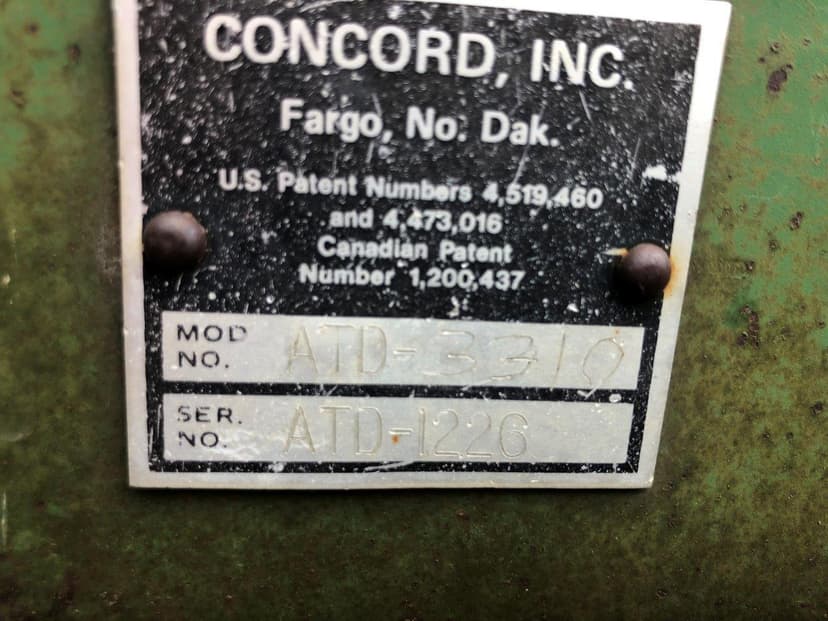 CONCORD, INC.
Fargo, No. Dak.
U.S. Patent Numbers 4,519,460
and 4,473,016
Canadian Patent
Number 1,200,437
MOD NO. ATD-3310
SER. NO. ATD-1226